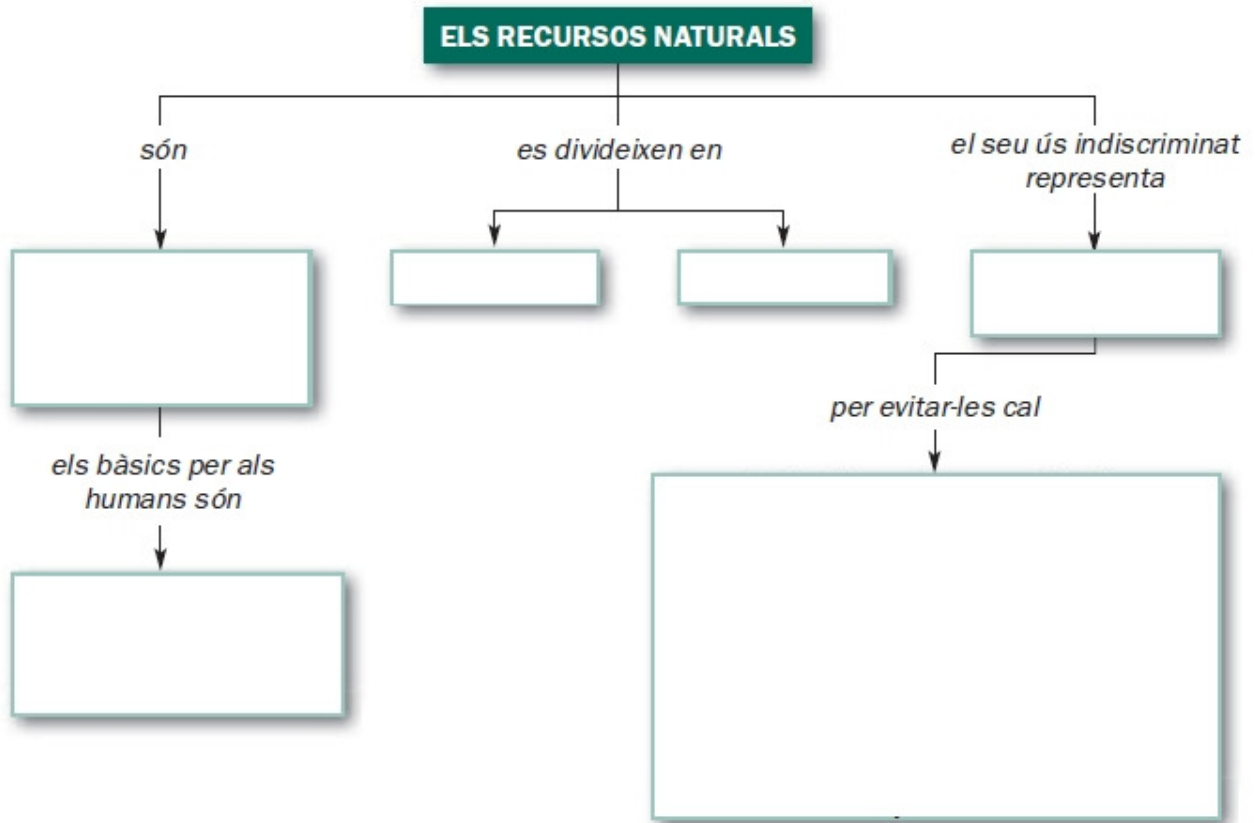 ELS RECURSOS NATURALS
són
es divideixen en
el seu ús indiscriminat
representa
per evitar-les cal
els bàsics per als
humans són